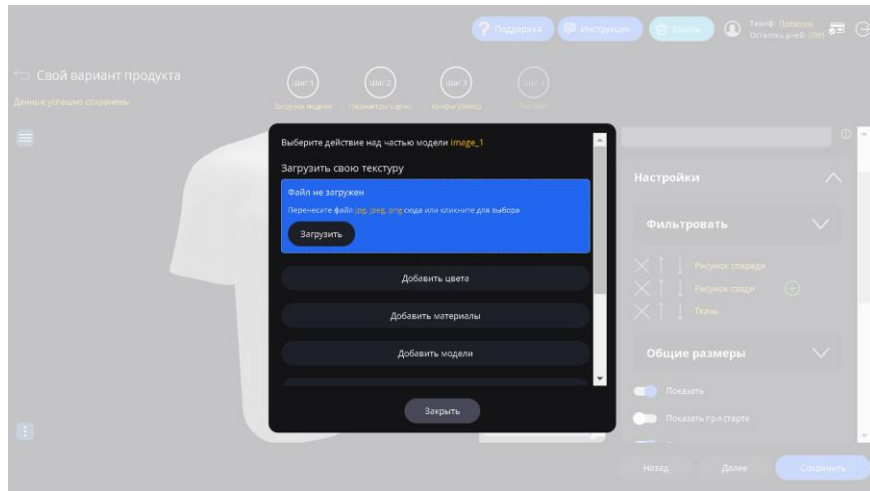 Поддержка
Инструкция
Заказы
Тариф: Премиум
Осталось дней: 2061
Свой вариант продукта
Данные успешно сохранены
Шаг 1
Шаг 2
Шаг 3
Шаг 4
Загрузка модели
Параметры сцены
Конфигуратор
Выберите действие над частью модели image_1
Загрузить свою текстуру
Файл не загружен
Перенесите файл jpg, jpeg, png сюда или кликните для выбора
Загрузить
Добавить цвета
Добавить материалы
Добавить модели
Закрыть
Настройки
Фильтровать
Рисунок спереди
Рисунок сзади
Ткань
Общие размеры
Показать
Показать при старте
Назад
Далее
Сохранить